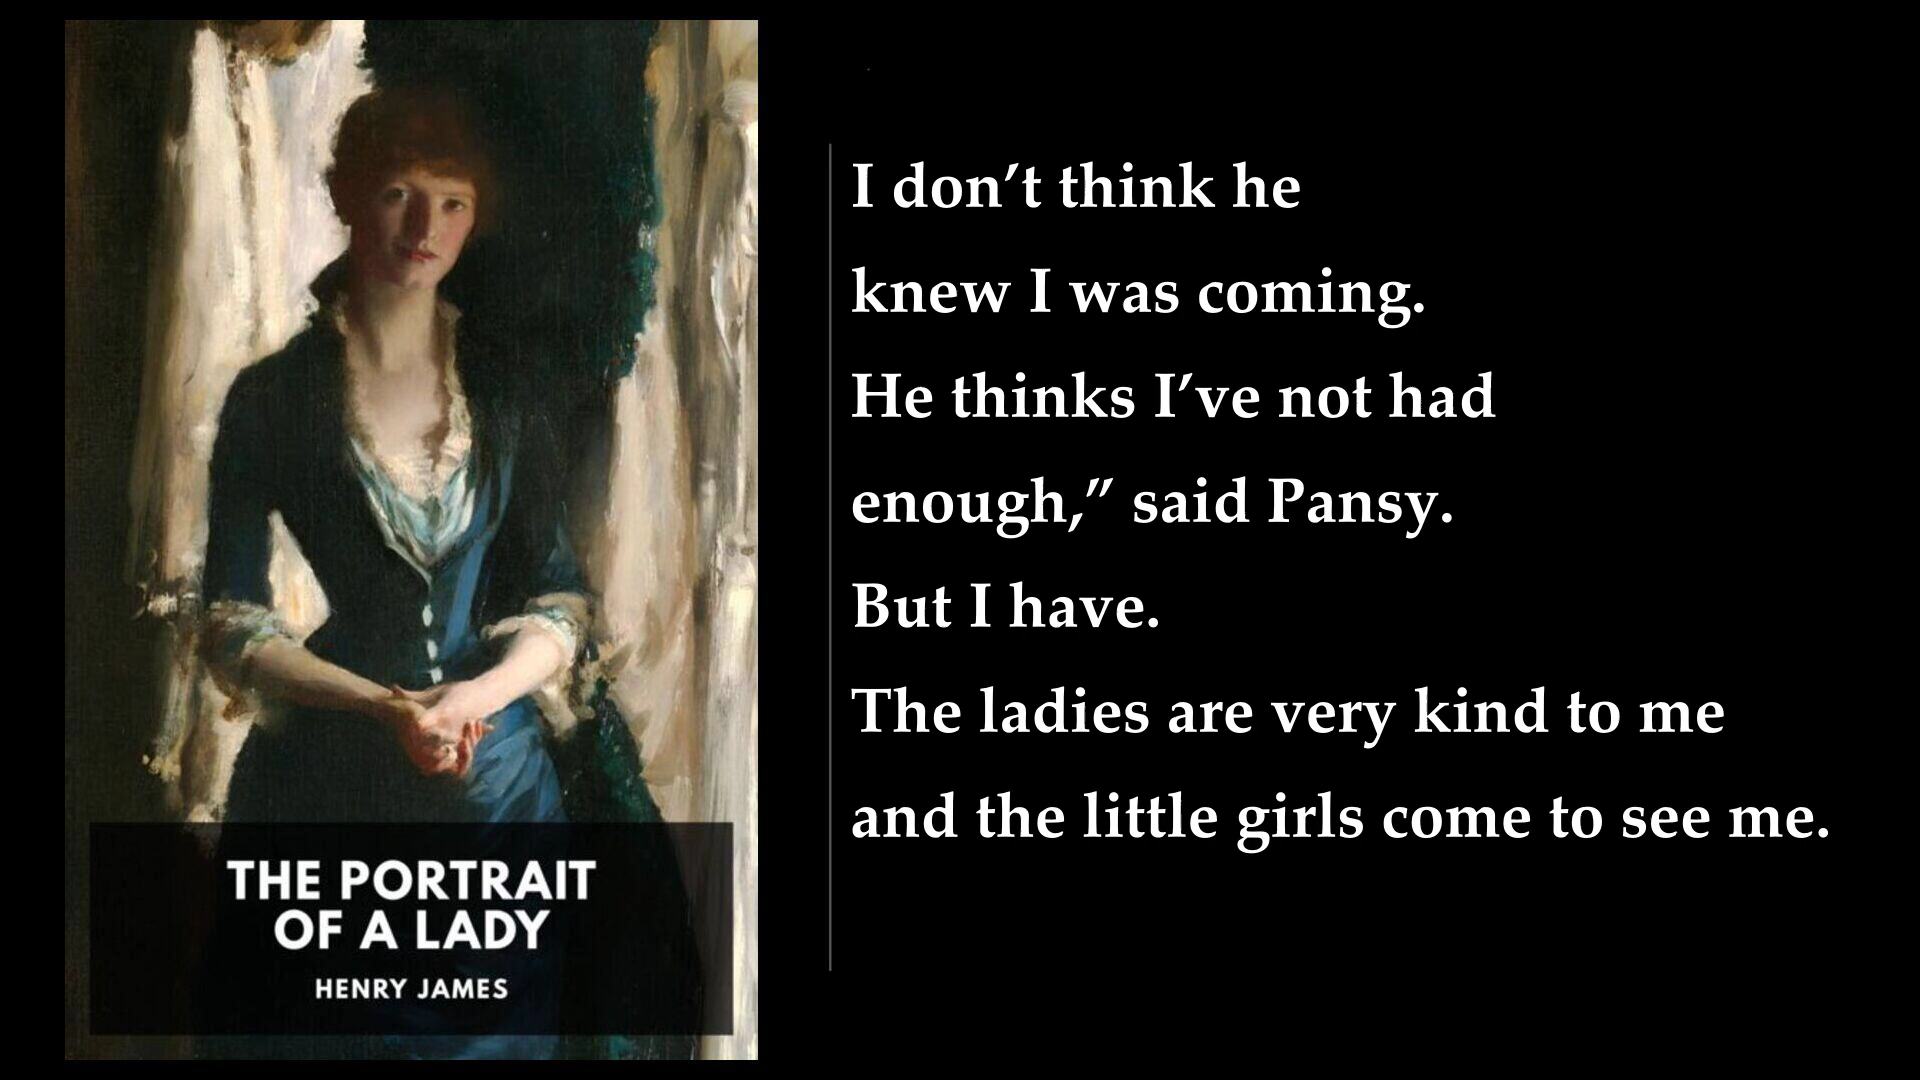 THE PORTRAIT
OF A LADY
HENRY JAMES
I don’t think he
knew I was coming.
He thinks I’ve not had
enough,” said Pansy.
But I have.
The ladies are very kind to me
and the little girls come to see me.